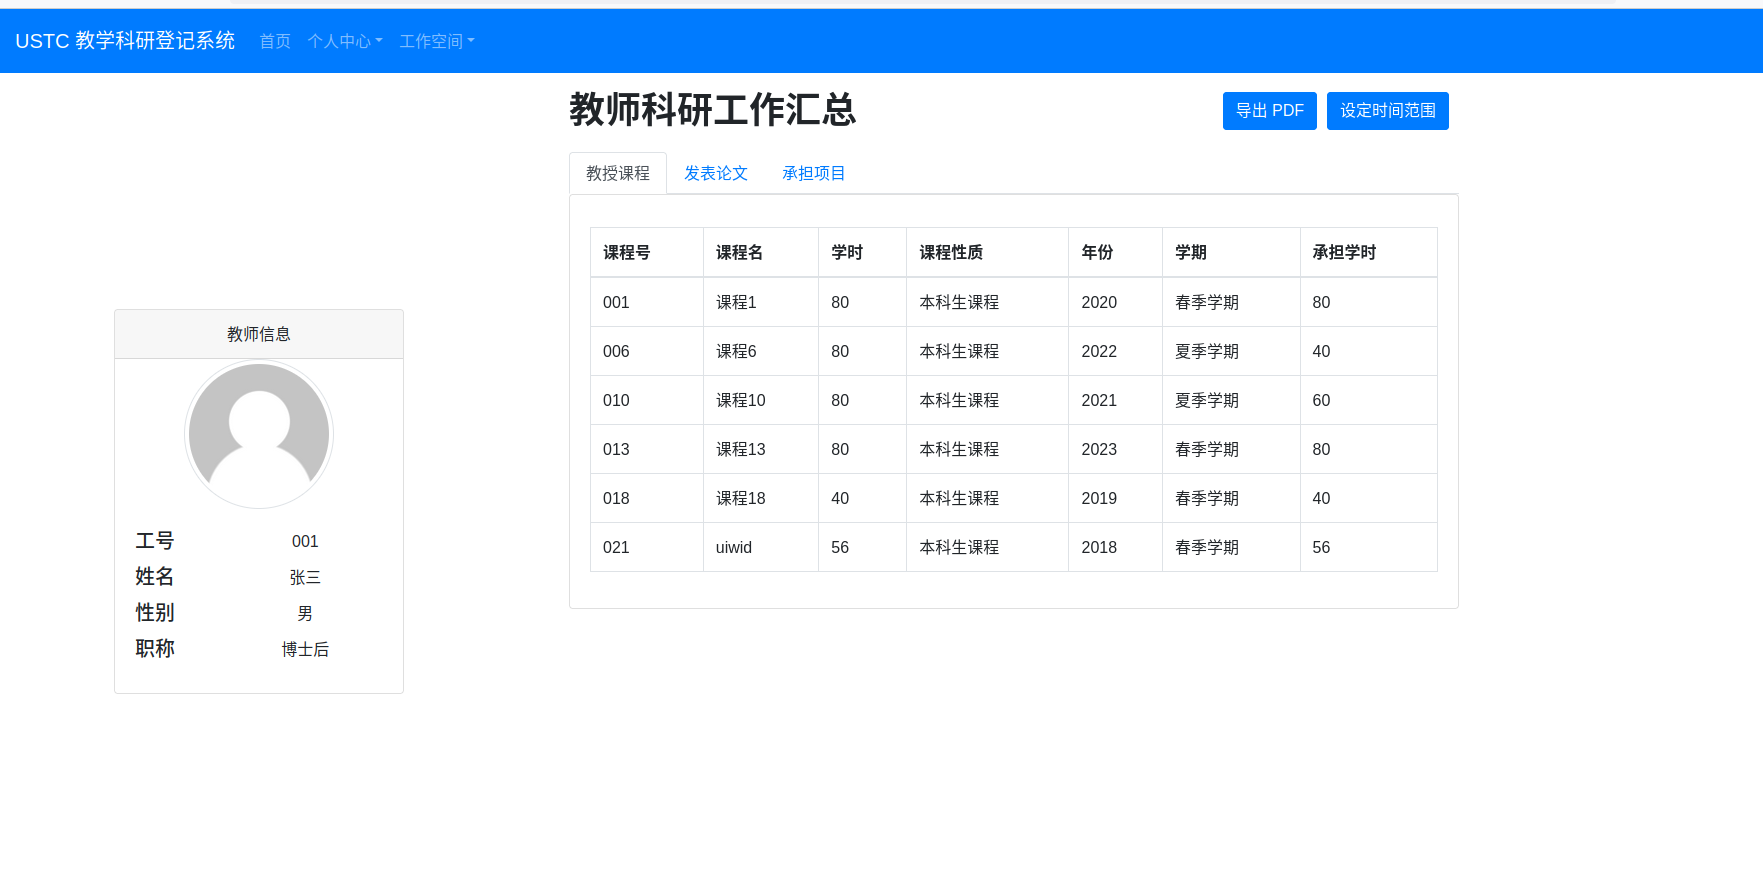 USTC 教学科研登记系统 首页 个人中心 工作空间
教师科研工作汇总 导出 PDF 设定时间范围
教授课程 发表论文 承担项目
课程号 课程名 学时 课程性质 年份 学期 承担学时
001 课程1 80 本科生课程 2020 春季学期 80
006 课程6 80 本科生课程 2022 夏季学期 40
010 课程10 80 本科生课程 2021 夏季学期 60
013 课程13 80 本科生课程 2023 春季学期 80
018 课程18 40 本科生课程 2019 春季学期 40
021 uiwid 56 本科生课程 2018 春季学期 56
教师信息
工号 001
姓名 张三
性别 男
职称 博士后